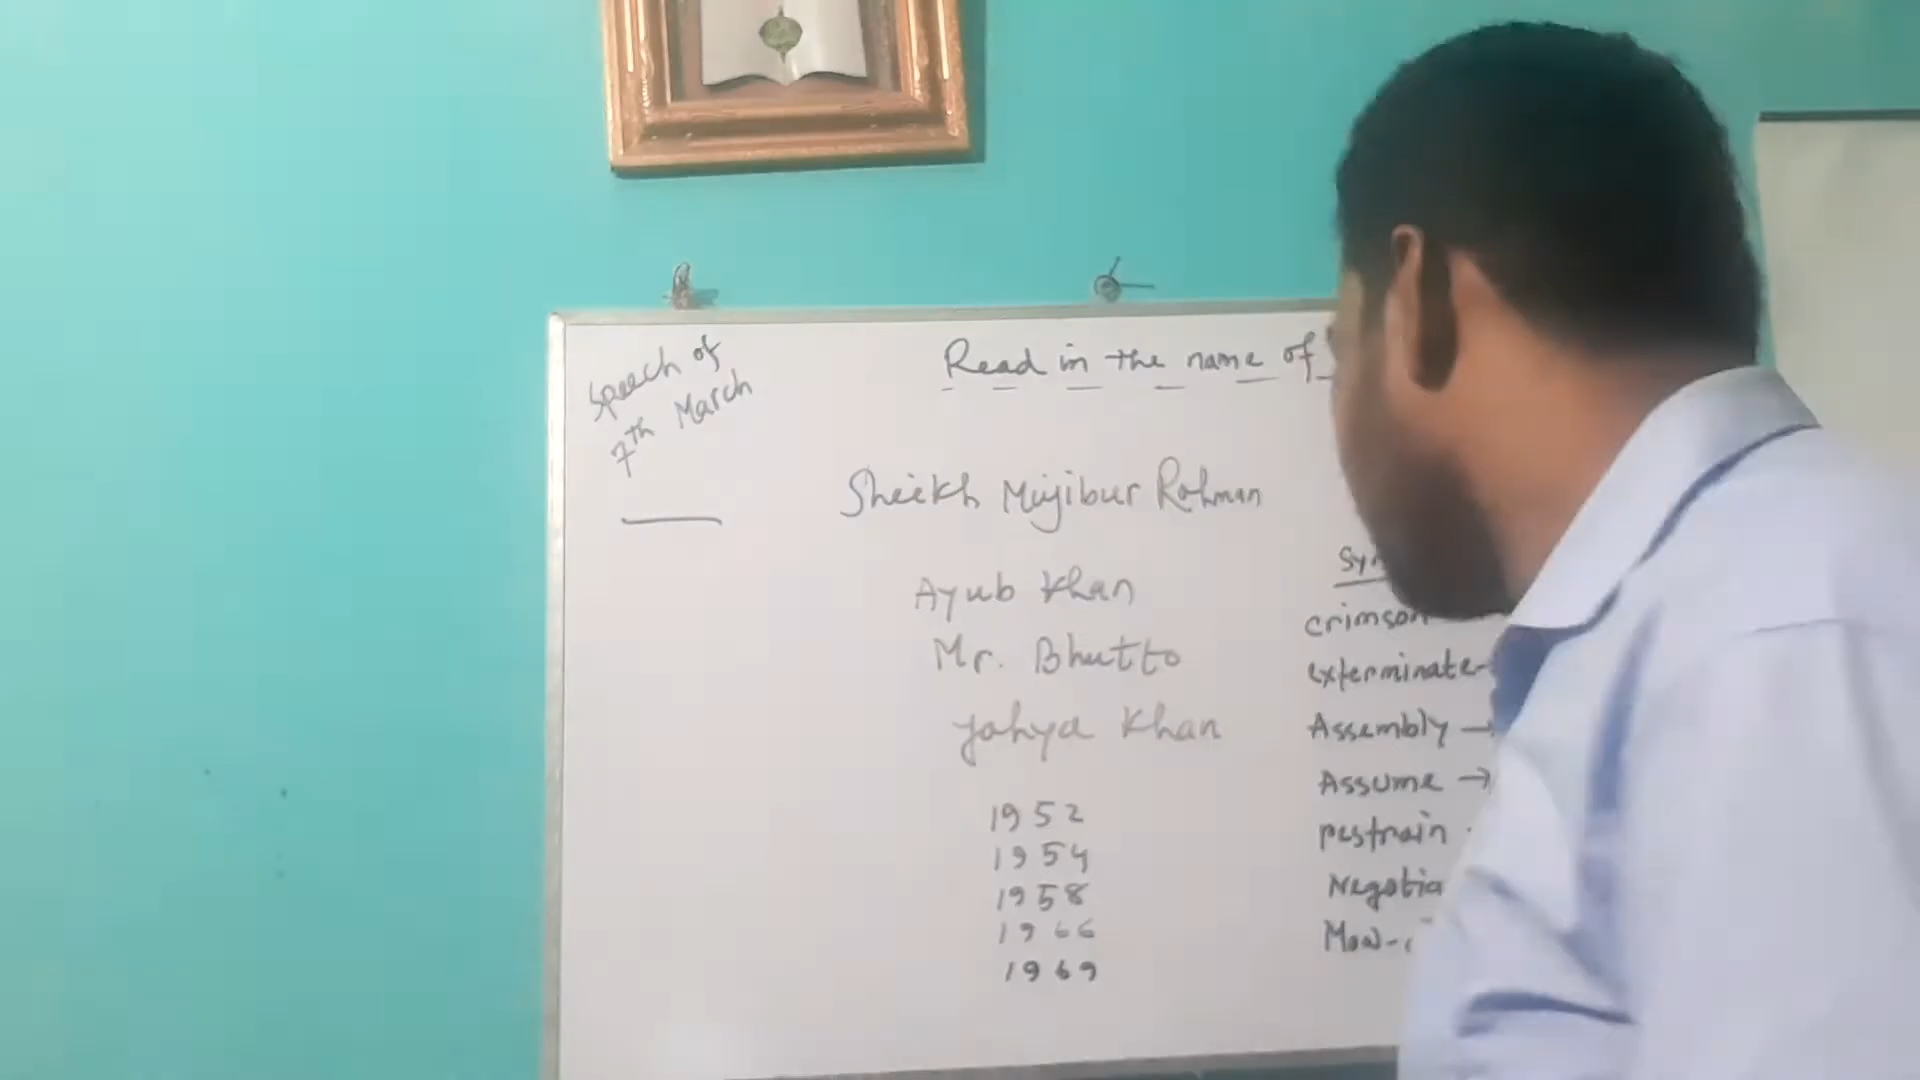 Speech of
7th March
Read in the name of
Sheikh Mujibur Rahman
Ayub Khan
Mr. Bhutto
Yahya Khan
1952
1954
1958
1966
1969
crimson
exterminate-
Assembly →
Assume →
Restrain